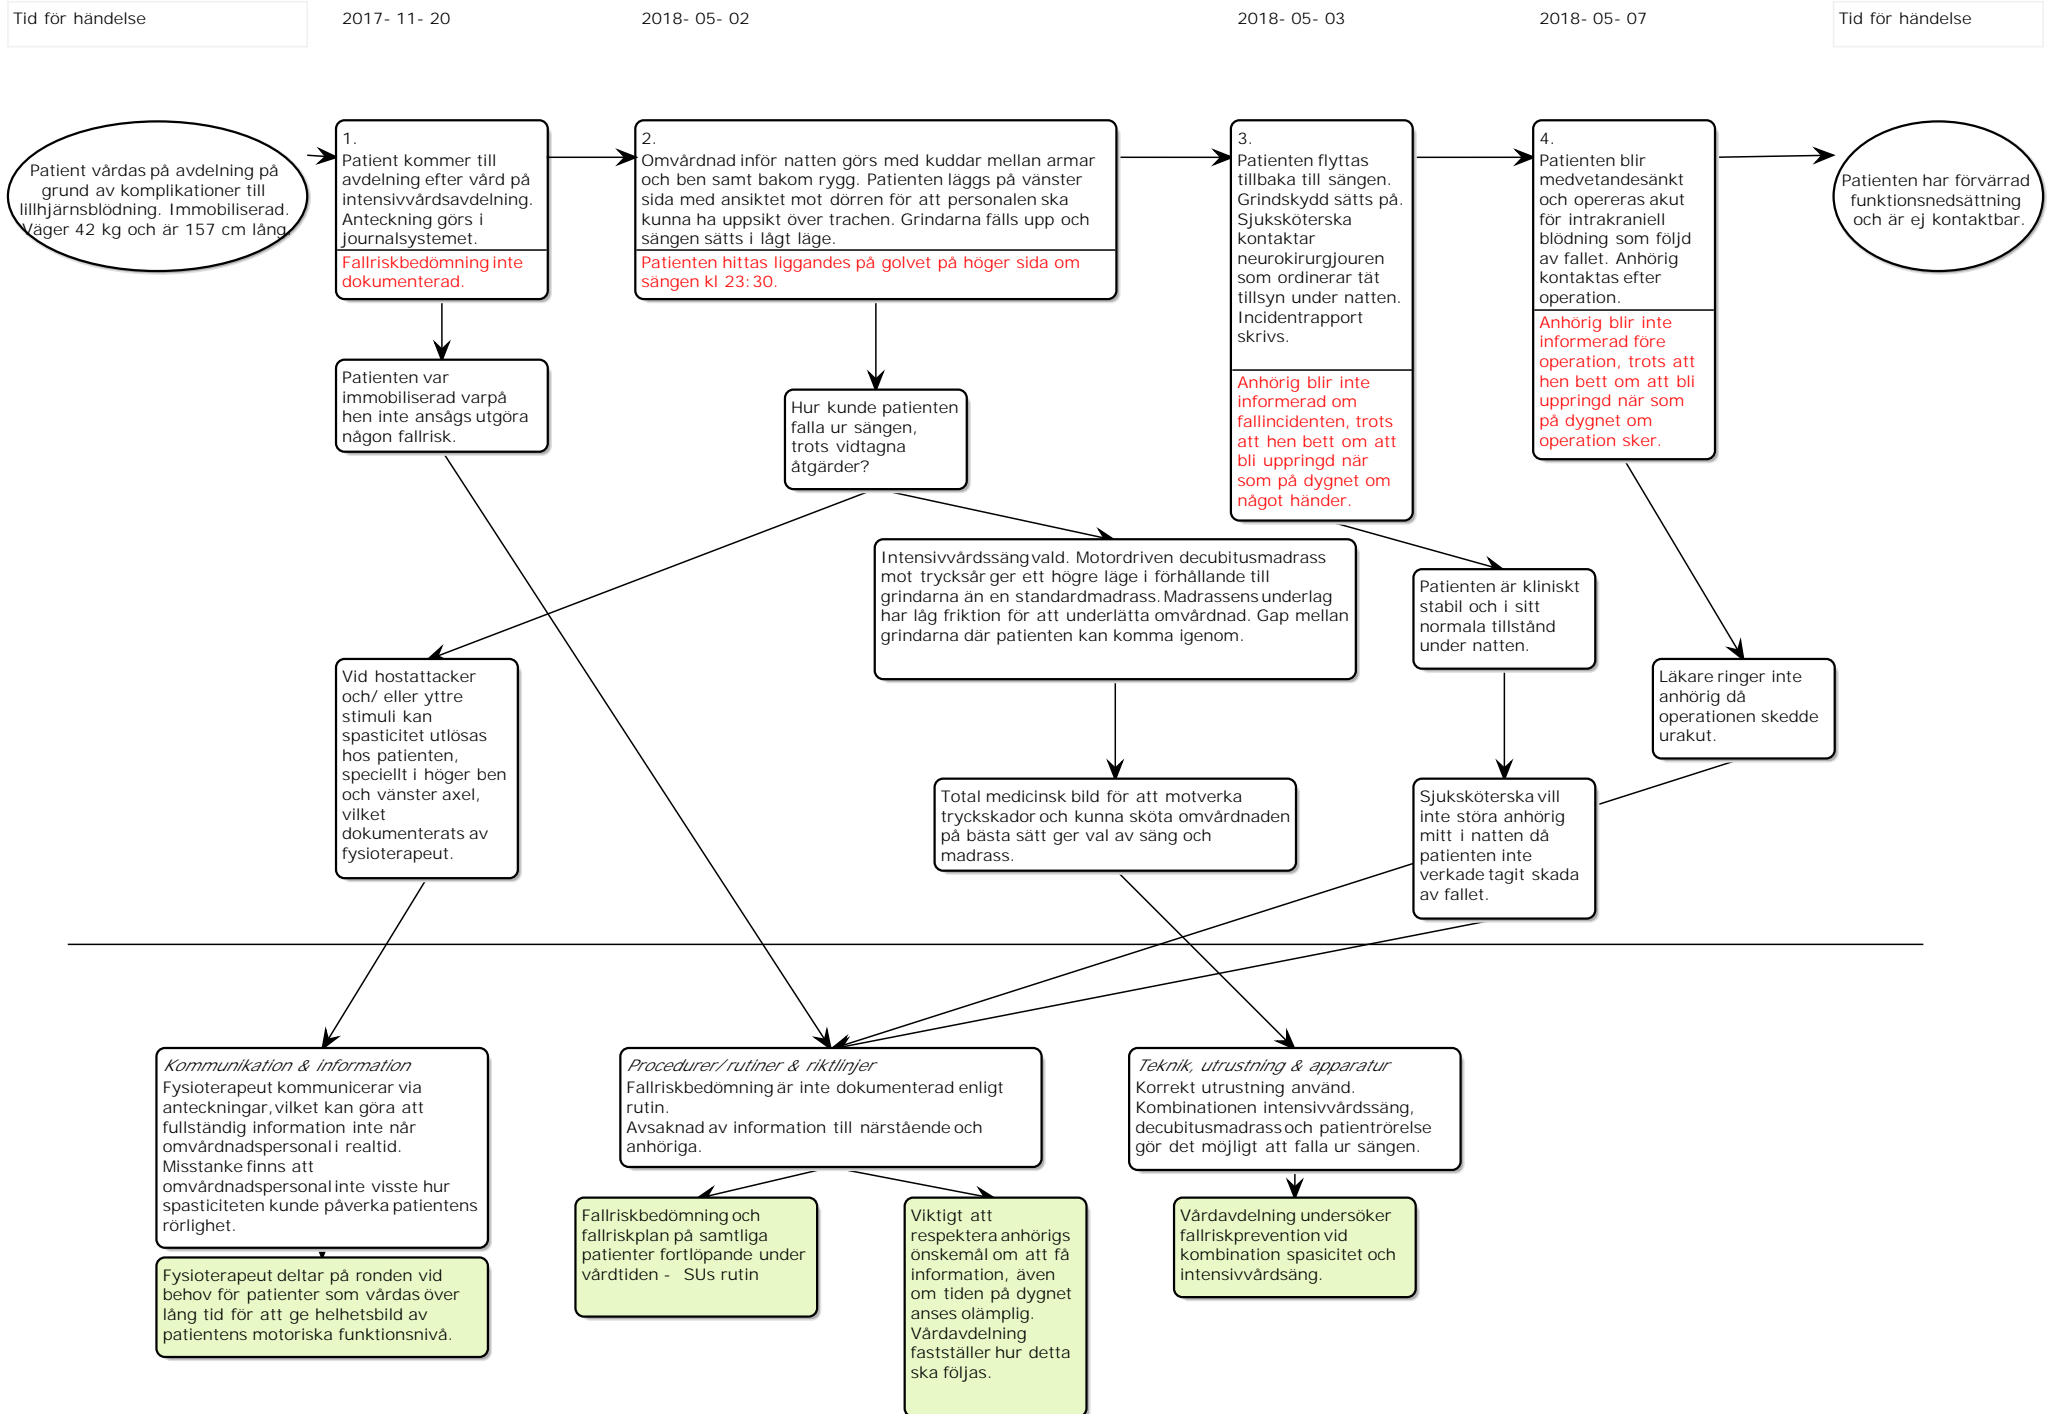 Tid för händelse
2017-11-20
2018-05-02
2018-05-03
2018-05-07
Tid för händelse
Patient vårdas på avdelning på
grund av komplikationer till
lillhjärnsblödning. Immobiliserad.
Väger 42 kg och är 157 cm lång.
1.
Patient kommer till
avdelning efter vård på
intensivvårdsavdelning.
Anteckning görs i
journalsystemet.
Fallriskbedömning inte
dokumenterad.
2.
Omvårdnad inför natten görs med kuddar mellan armar
och ben samt bakom rygg. Patienten läggs på vänster
sida med ansiktet mot dörren för att personalen ska
kunna ha uppsikt över trachen. Grindarna fälls upp och
sängen sätts i lågt läge.
Patienten hittas liggandes på golvet på höger sida om
sängen kl 23:30.
3.
Patienten flyttas
tillbaka till sängen.
Grindskydd sätts på.
Sjuksköterska
kontaktar
neurokirurgjouren
som ordinerar tät
tillsyn under natten.
Incidentrapport
skrivs.
Anhörig blir inte
informerad om
fallincidenten, trots
att hen bett om att
bli uppringd när
som på dygnet om
något händer.
4.
Patienten blir
medvetandesänkt
och opereras akut
för intrakraniell
blödning som följd
av fallet. Anhörig
kontaktas efter
operation.
Anhörig blir inte
informerad före
operation, trots att
hen bett om att bli
uppringd när som
på dygnet om
operation sker.
Patienten har förvärrad
funktionsnedsättning
och är ej kontaktbar.
Patienten var
immobiliserad varpå
hen inte ansågs utgöra
någon fallrisk.
Hur kunde patienten
falla ur sängen,
trots vidtagna
åtgärder?
Intensivvårdssäng vald. Motordriven decubitusmadrass
mot trycksår ger ett högre läge i förhållande till
grindarna än en standardmadrass. Madrassens underlag
har låg friktion för att underlätta omvårdnad. Gap mellan
grindarna där patienten kan komma igenom.
Patienten är kliniskt
stabil och i sitt
normala tillstånd
under natten.
Vid hostattacker
och/ eller yttre
stimuli kan
spasticitet utlösas
hos patienten,
speciellt i höger ben
och vänster axel,
vilket
dokumenterats av
fysioterapeut.
Läkare ringer inte
anhörig då
operationen skedde
urakut.
Total medicinsk bild för att motverka
tryckskador och kunna sköta omvårdnaden
på bästa sätt ger val av säng och
madrass.
Sjuksköterska vill
inte störa anhörig
mitt i natten då
patienten inte
verkade tagit skada
av fallet.
Kommunikation & information
Fysioterapeut kommunicerar via
anteckningar, vilket kan göra att
fullständig information inte når
omvårdnadspersonal i realtid.
Misstanke finns att
omvårdnadspersonal inte visste hur
spasticiteten kunde påverka patientens
rörlighet.
Procedurer/rutiner & riktlinjer
Fallriskbedömning är inte dokumenterad enligt
rutin.
Avsaknad av information till närstående och
anhöriga.
Teknik, utrustning & apparatur
Korrekt utrustning använd.
Kombinationen intensivvårdssäng,
decubitusmadrass och patientrörelse
gör det möjligt att falla ur sängen.
Fysioterapeut deltar på ronden vid
behov för patienter som vårdas över
lång tid för att ge helhetsbild av
patientens motoriska funktionsnivå.
Fallriskbedömning och
fallriskplan på samtliga
patienter fortlöpande under
vårdtiden - SUs rutin
Viktigt att
respektera anhörigs
önskemål om att få
information, även
om tiden på dygnet
anses olämplig.
Vårdavdelning
fastställer hur detta
ska följas.
Vårdavdelning undersöker
fallriskprevention vid
kombination spasicitet och
intensivvårdsäng.